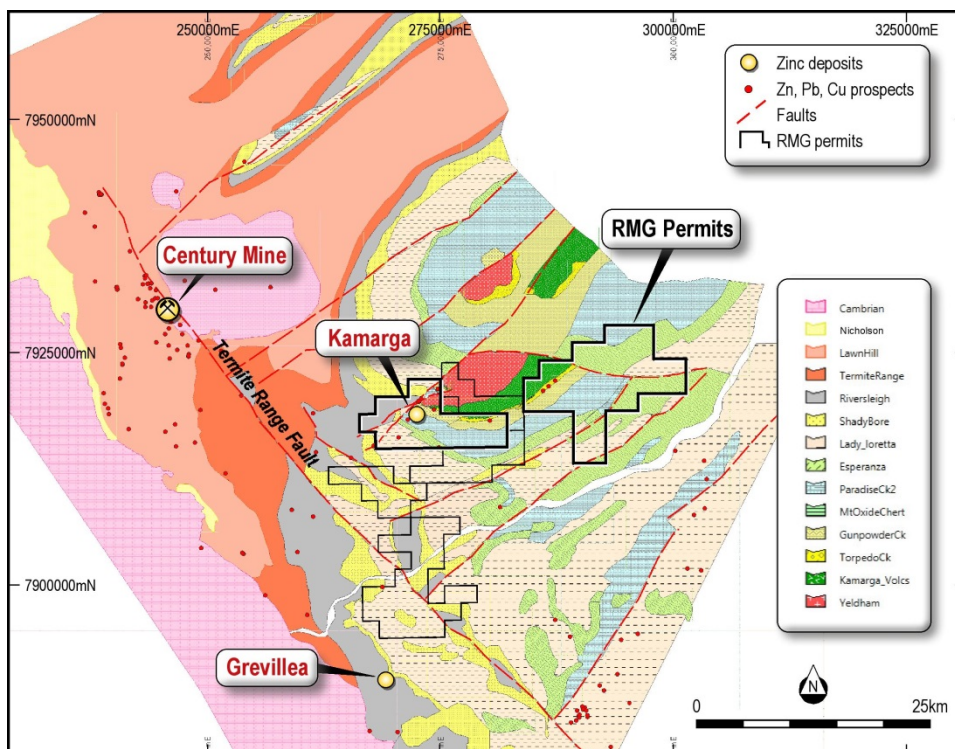 250000mE
275000mE
300000mE
325000mE
7950000mN
7925000mN
7900000mN
Zinc deposits
Zn, Pb, Cu prospects
Faults
RMG permits
Century Mine
RMG Permits
Kamarga
Termite Range Fault
Grevillea
Cambrian
Nicholson
LawnHill
TermiteRange
Riversleigh
ShadyBore
Lady_loretta
Esperanza
ParadiseCk2
MtOxideChert
GunpowderCk
TorpedoCk
Kamarga_Volcs
Yeldham
N
0
25km